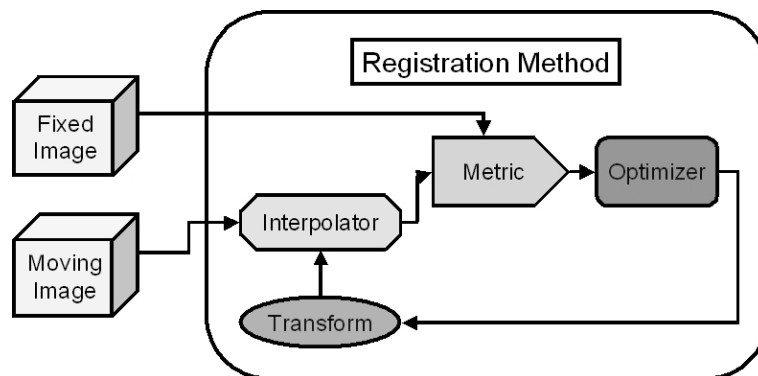 Registration Method
Fixed
Image
Metric
Optimizer
Interpolator
Moving
Image
Transform